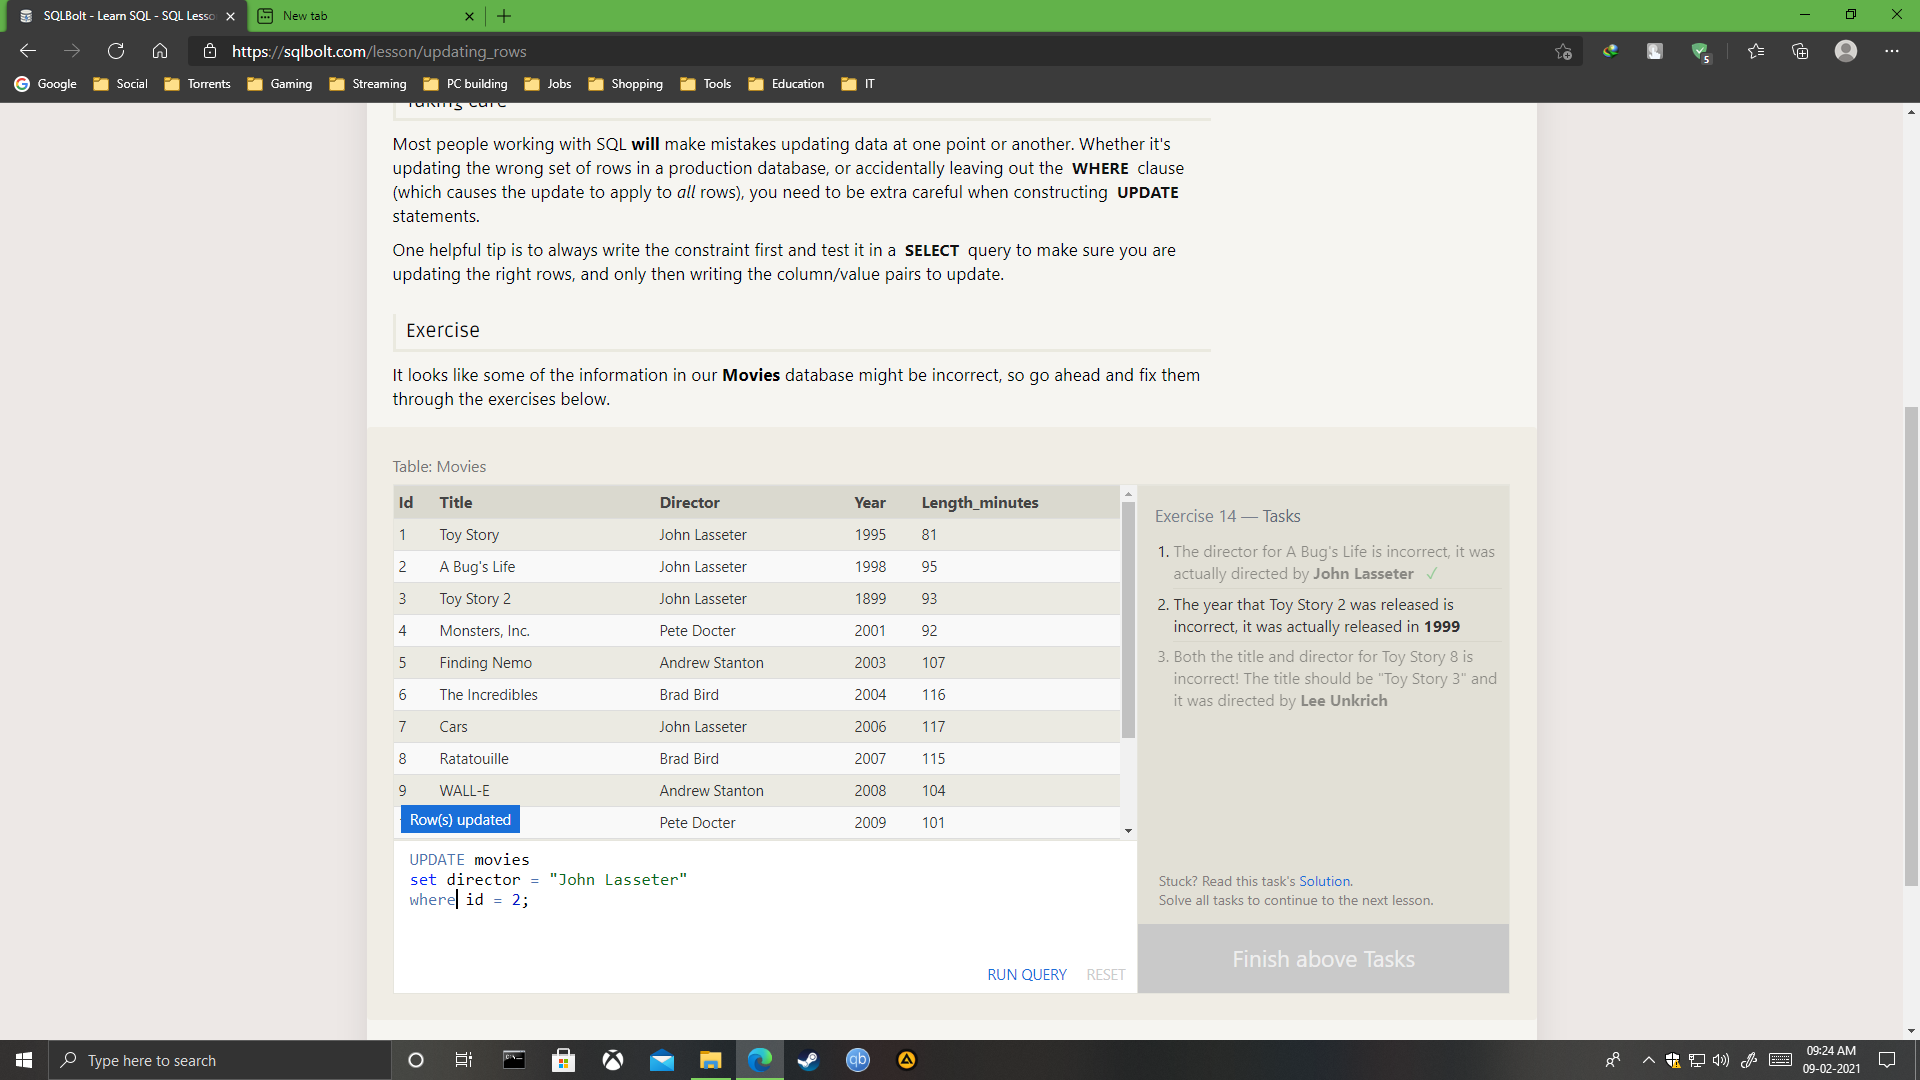 SQLBolt - Learn SQL - SQL Lesso
New tab
https://sqlbolt.com/lesson/updating_rows
5
Google Social Torrents Gaming Streaming PC building Jobs Shopping Tools Education IT
Taking care
Most people working with SQL will make mistakes updating data at one point or another. Whether it's
updating the wrong set of rows in a production database, or accidentally leaving out the WHERE clause
(which causes the update to apply to all rows), you need to be extra careful when constructing UPDATE
statements.
One helpful tip is to always write the constraint first and test it in a SELECT query to make sure you are
updating the right rows, and only then writing the column/value pairs to update.
Exercise
It looks like some of the information in our Movies database might be incorrect, so go ahead and fix them
through the exercises below.
Table: Movies
Id Title Director Year Length_minutes
1 Toy Story John Lasseter 1995 81
2 A Bug's Life John Lasseter 1998 95
3 Toy Story 2 John Lasseter 1899 93
4 Monsters, Inc. Pete Docter 2001 92
5 Finding Nemo Andrew Stanton 2003 107
6 The Incredibles Brad Bird 2004 116
7 Cars John Lasseter 2006 117
8 Ratatouille Brad Bird 2007 115
9 WALL-E Andrew Stanton 2008 104
Pete Docter 2009 101
Row(s) updated
UPDATE movies
set director = "John Lasseter"
where id = 2;
RUN QUERY RESET
Exercise 14 — Tasks
1. The director for A Bug's Life is incorrect, it was
actually directed by John Lasseter ✓
2. The year that Toy Story 2 was released is
incorrect, it was actually released in 1999
3. Both the title and director for Toy Story 8 is
incorrect! The title should be "Toy Story 3" and
it was directed by Lee Unkrich
Stuck? Read this task's Solution.
Solve all tasks to continue to the next lesson.
Finish above Tasks
Type here to search
qb
09:24 AM
09-02-2021